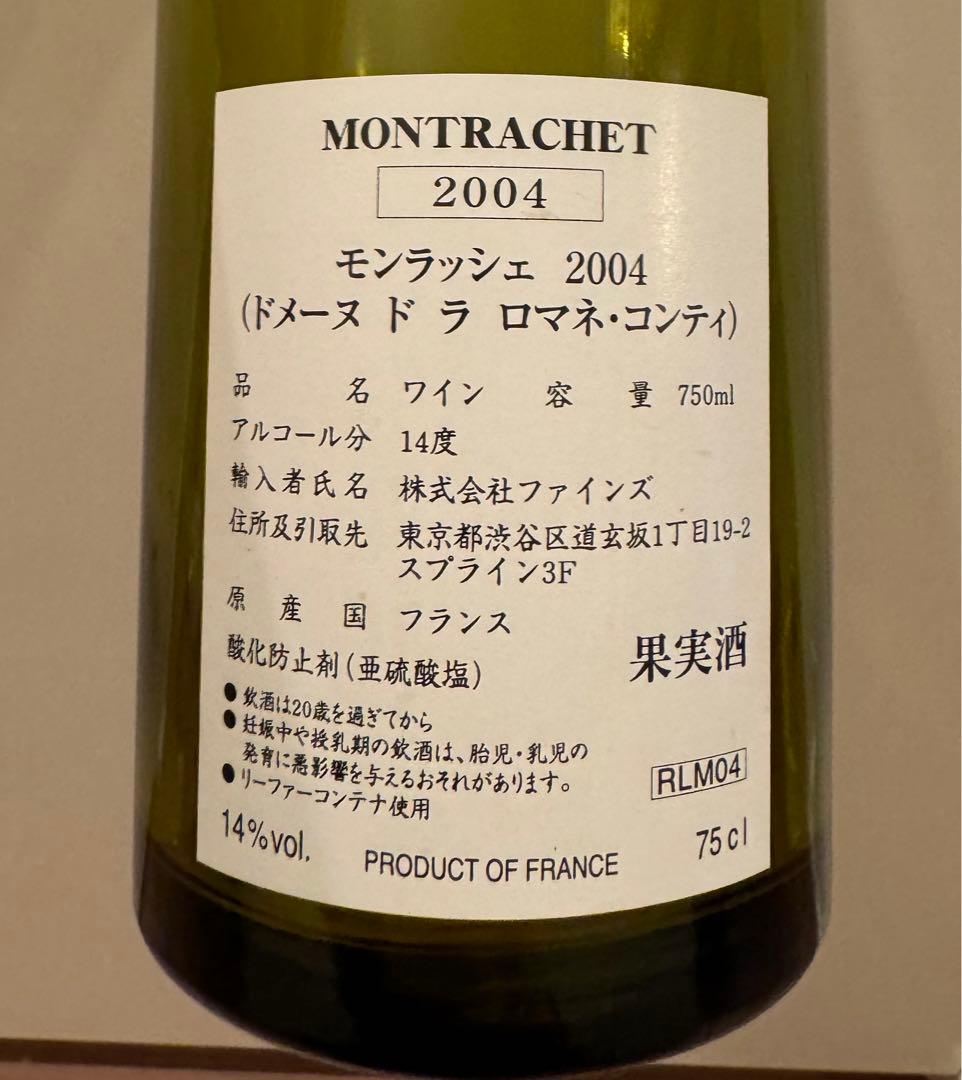 MONTRACHET
2004
モンラッシェ 2004
(ドメーヌ ド ラ ロマネ・コンティ)
品名 ワイン 容量 750ml
アルコール分 14度
輸入者氏名 株式会社ファインズ
住所及引取先 東京都渋谷区道玄坂1丁目19-2
スプライン3F
原産国 フランス
酸化防止剤(亜硫酸塩) 果実酒
●飲酒は20歳を過ぎてから
●妊娠中や授乳期の飲酒は、胎児・乳児の
発育に悪影響を与えるおそれがあります。
●リーファーコンテナ使用
RLM04
14%vol. PRODUCT OF FRANCE 75cl